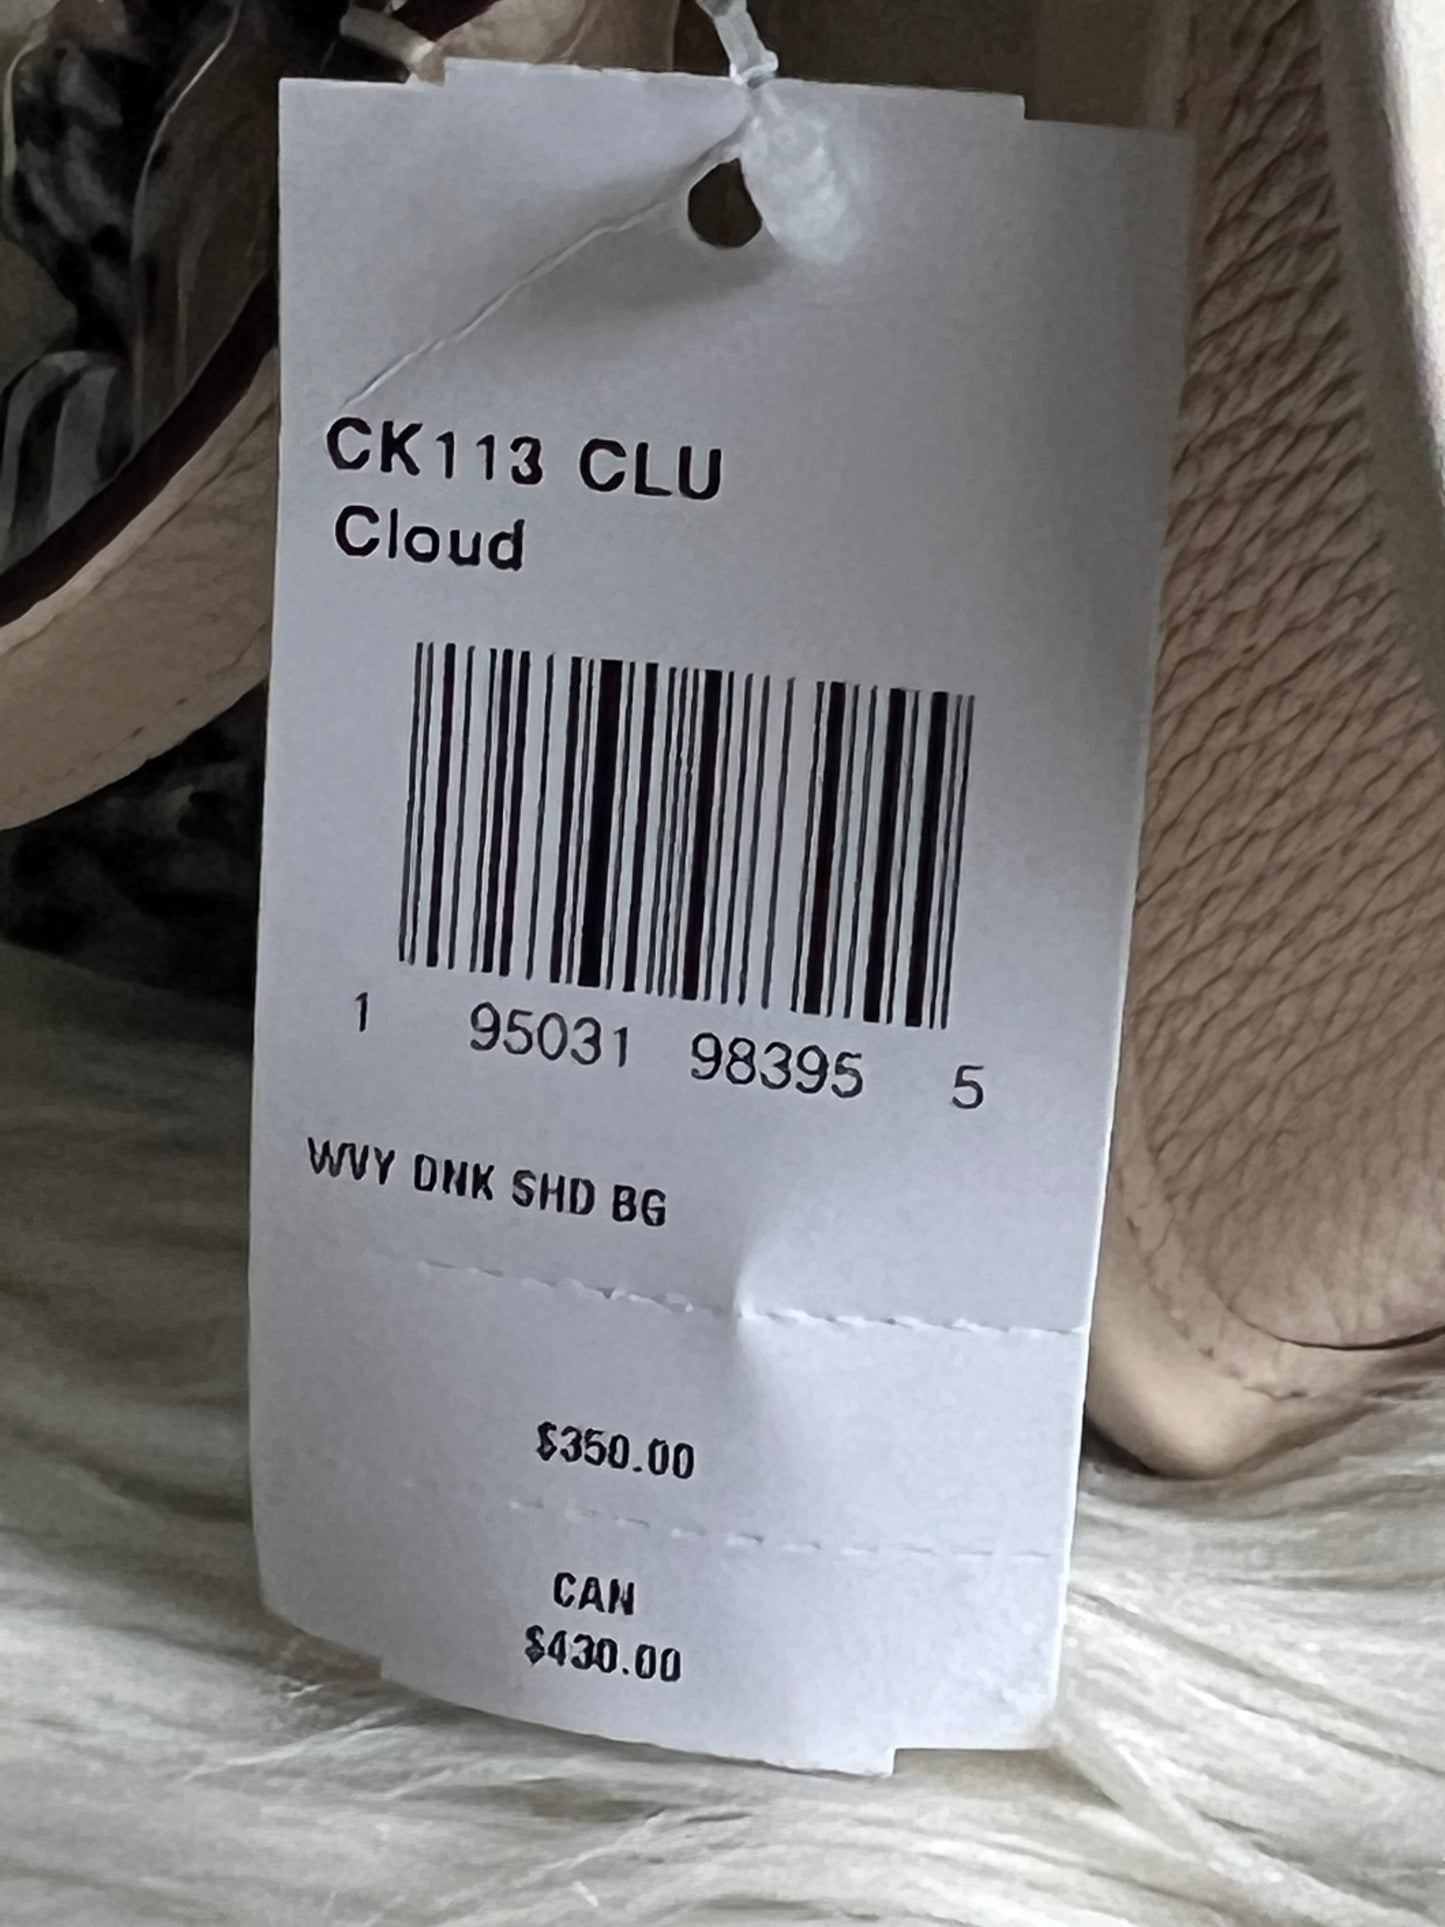 CK113 CLU
Cloud
1 95031 98395 5
WVY DNK SHD BG
$350.00
CAN
$430.00